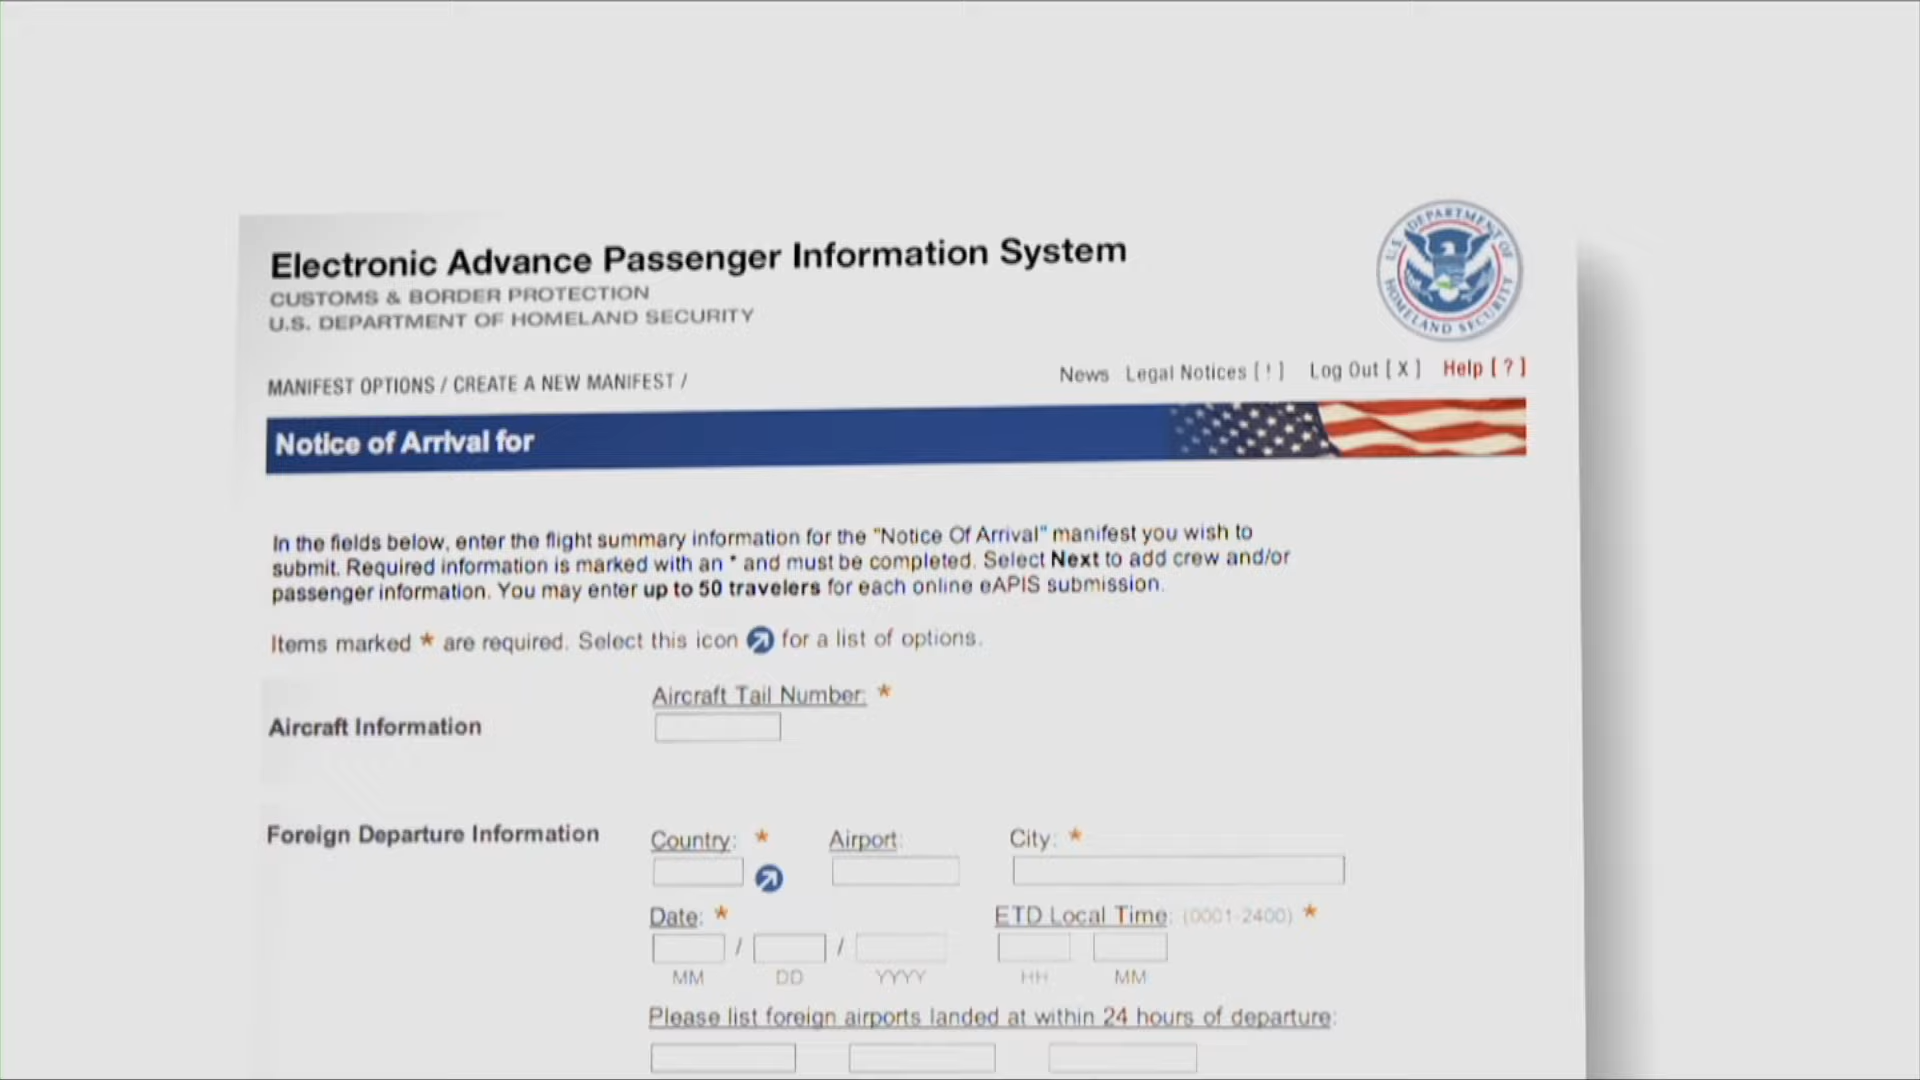 Electronic Advance Passenger Information System
CUSTOMS & BORDER PROTECTION
U.S. DEPARTMENT OF HOMELAND SECURITY
U.S. DEPARTMENT OF HOMELAND SECURITY
MANIFEST OPTIONS / CREATE A NEW MANIFEST /
News Legal Notices [ ! ] Log Out [ X ] Help [ ? ]
Notice of Arrival for
In the fields below, enter the flight summary information for the "Notice Of Arrival" manifest you wish to
submit. Required information is marked with an * and must be completed. Select Next to add crew and/or
passenger information. You may enter up to 50 travelers for each online eAPIS submission.
Items marked * are required. Select this icon for a list of options.
Aircraft Information
Aircraft Tail Number: *
Foreign Departure Information
Country: * Airport: City: *
Date: * ETD Local Time: (0001-2400) *
/ /
MM DD YYYY HH MM
Please list foreign airports landed at within 24 hours of departure: